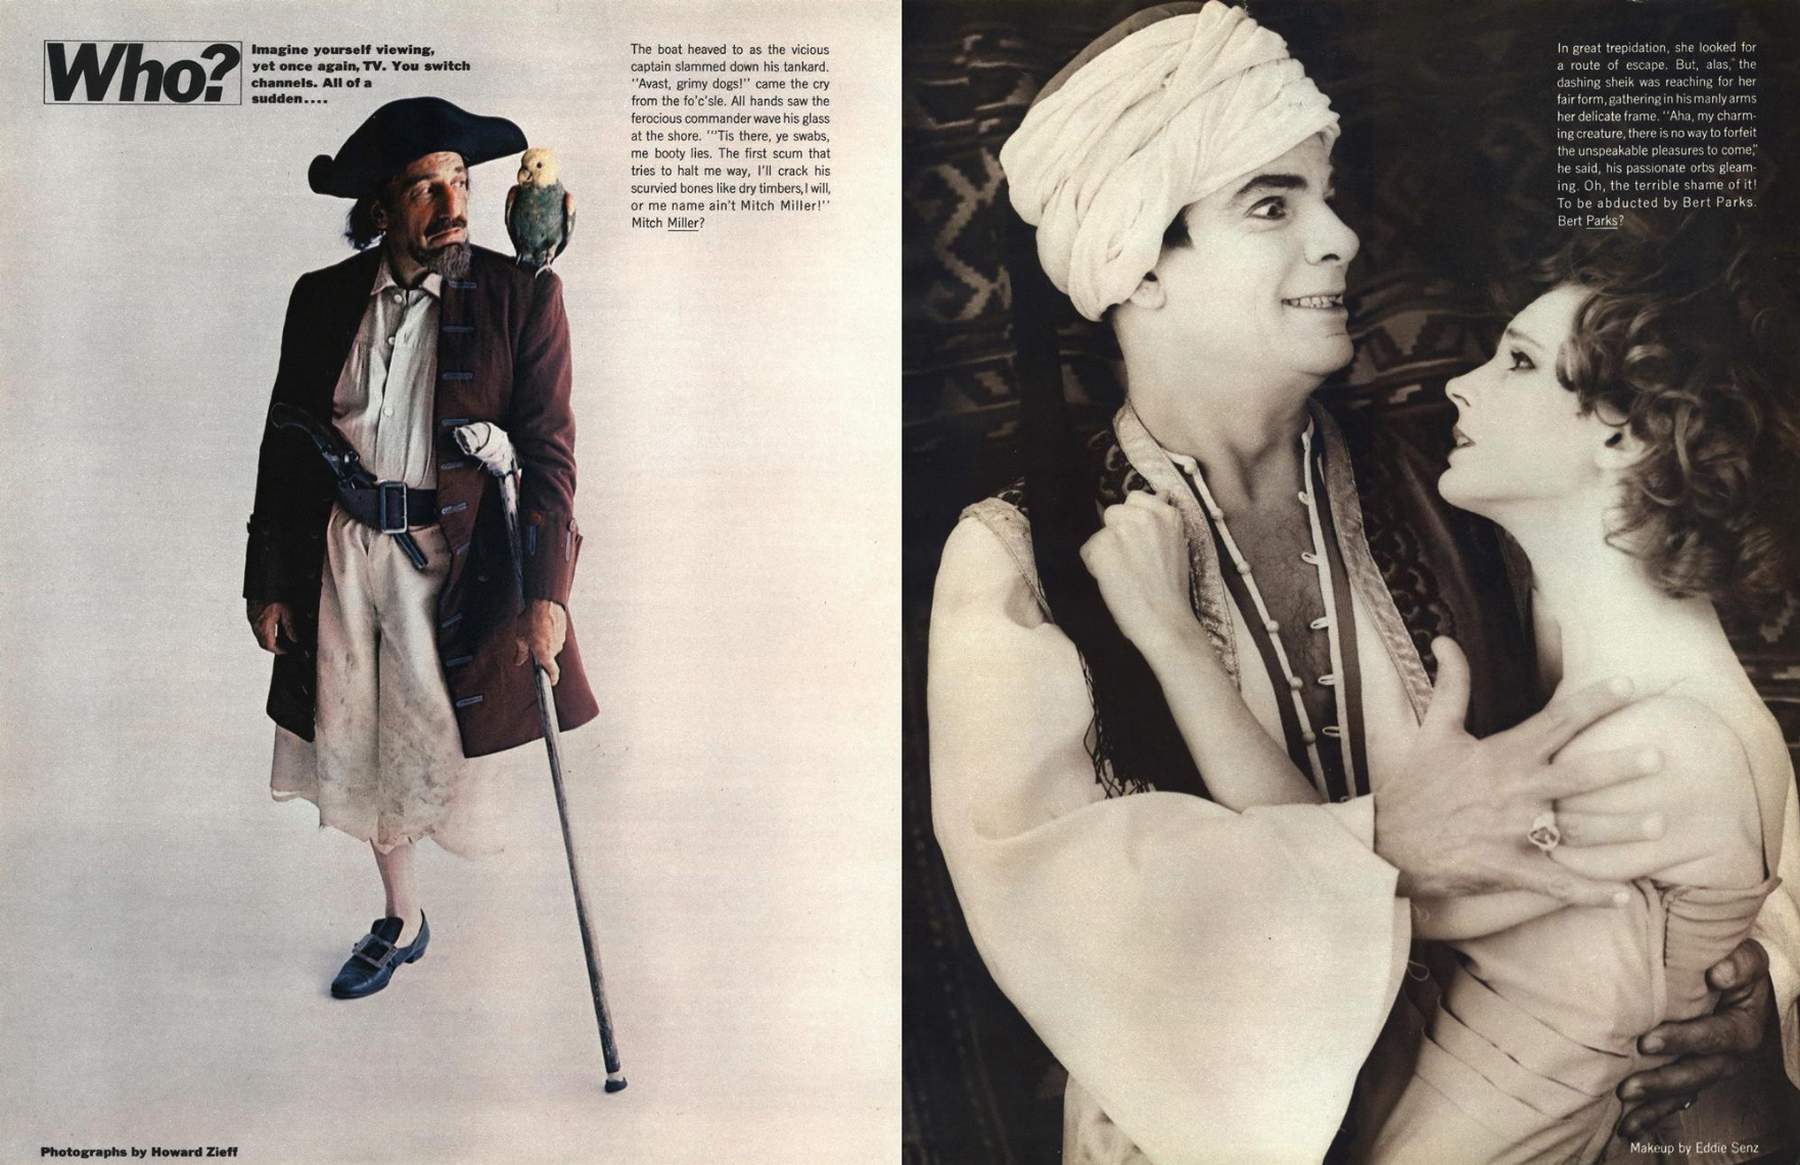 Who?
Imagine yourself viewing,
yet once again, TV. You switch
channels. All of a
sudden....
The boat heaved to as the vicious
captain slammed down his tankard.
"Avast, grimy dogs!" came the cry
from the fo'c'sle. All hands saw the
ferocious commander wave his glass
at the shore. "'Tis there, ye swabs,
me booty lies. The first scum that
tries to halt me way, I'll crack his
scurvied bones like dry timbers, I will,
or me name ain't Mitch Miller!"
Mitch Miller?
Photographs by Howard Zieff
In great trepidation, she looked for
a route of escape. But, alas, the
dashing sheik was reaching for her
fair form, gathering in his manly arms
her delicate frame. "Aha, my charm-
ing creature, there is no way to forfeit
the unspeakable pleasures to come,"
he said, his passionate orbs gleam-
ing. Oh, the terrible shame of it!
To be abducted by Bert Parks.
Bert Parks?
Makeup by Eddie Senz